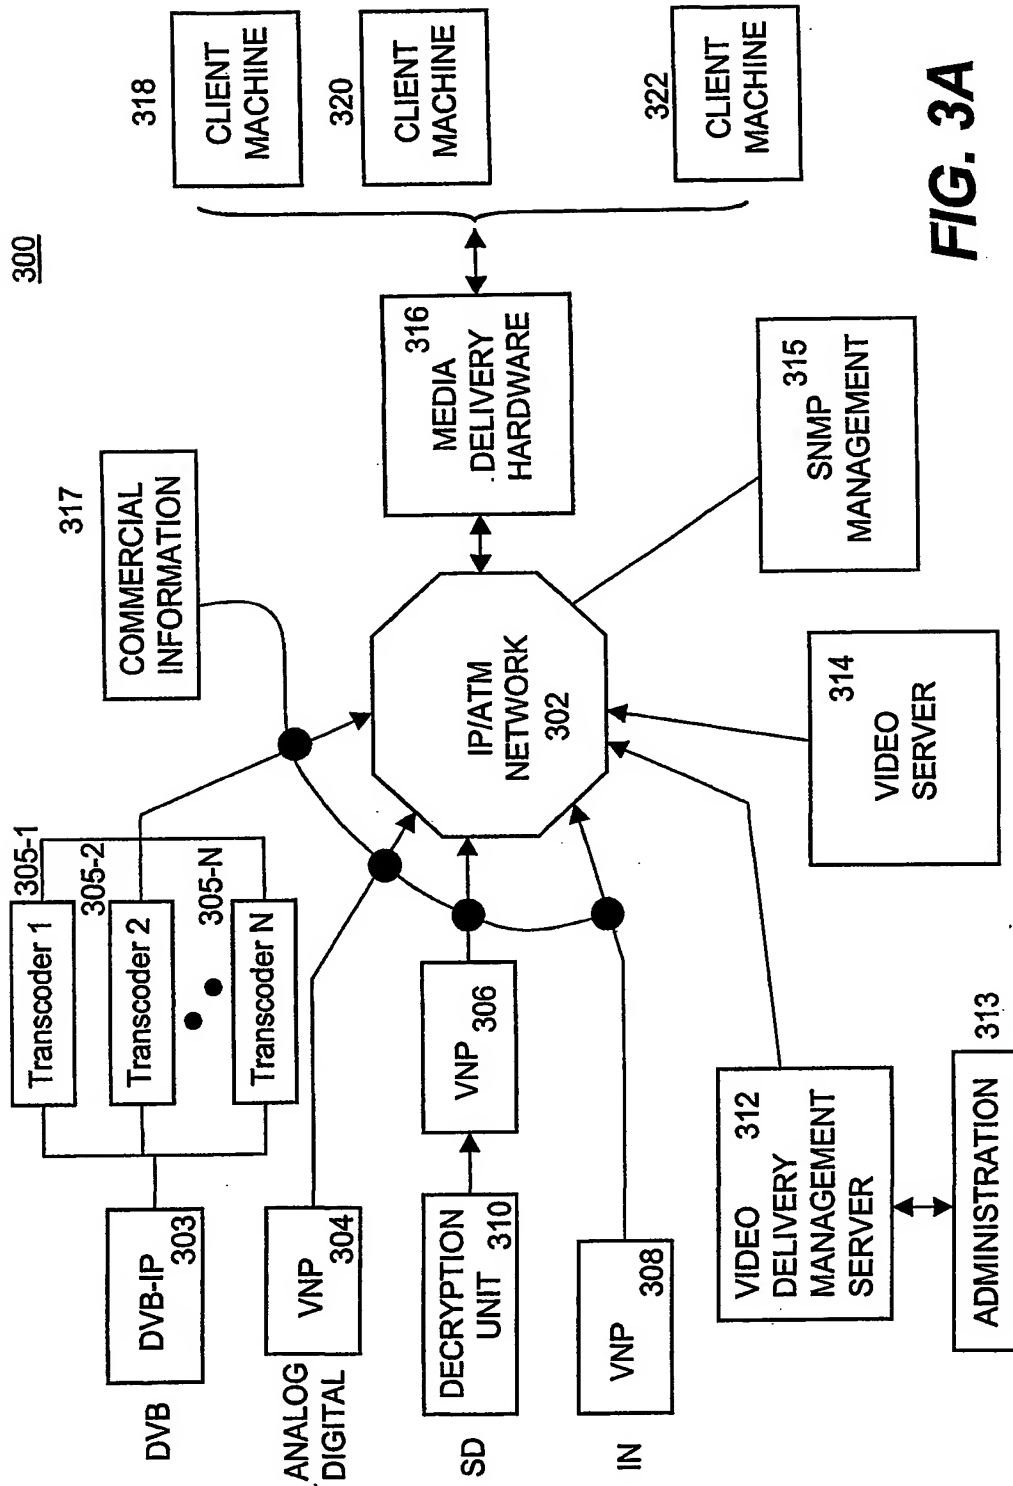 300
DVB
DVB-IP
303
Transcoder 1
305-1
Transcoder 2
305-2
Transcoder N
305-N
COMMERCIAL
INFORMATION
317
ANALOG
DIGITAL
VNP
304
SD
DECRYPTION
UNIT
310
VNP
306
IN
VNP
308
IP/ATM
NETWORK
302
316
MEDIA
DELIVERY
HARDWARE
318
CLIENT
MACHINE
320
CLIENT
MACHINE
322
CLIENT
MACHINE
VIDEO 312
DELIVERY
MANAGEMENT
SERVER
ADMINISTRATION
313
314
VIDEO
SERVER
315
SNMP
MANAGEMENT
FIG. 3A